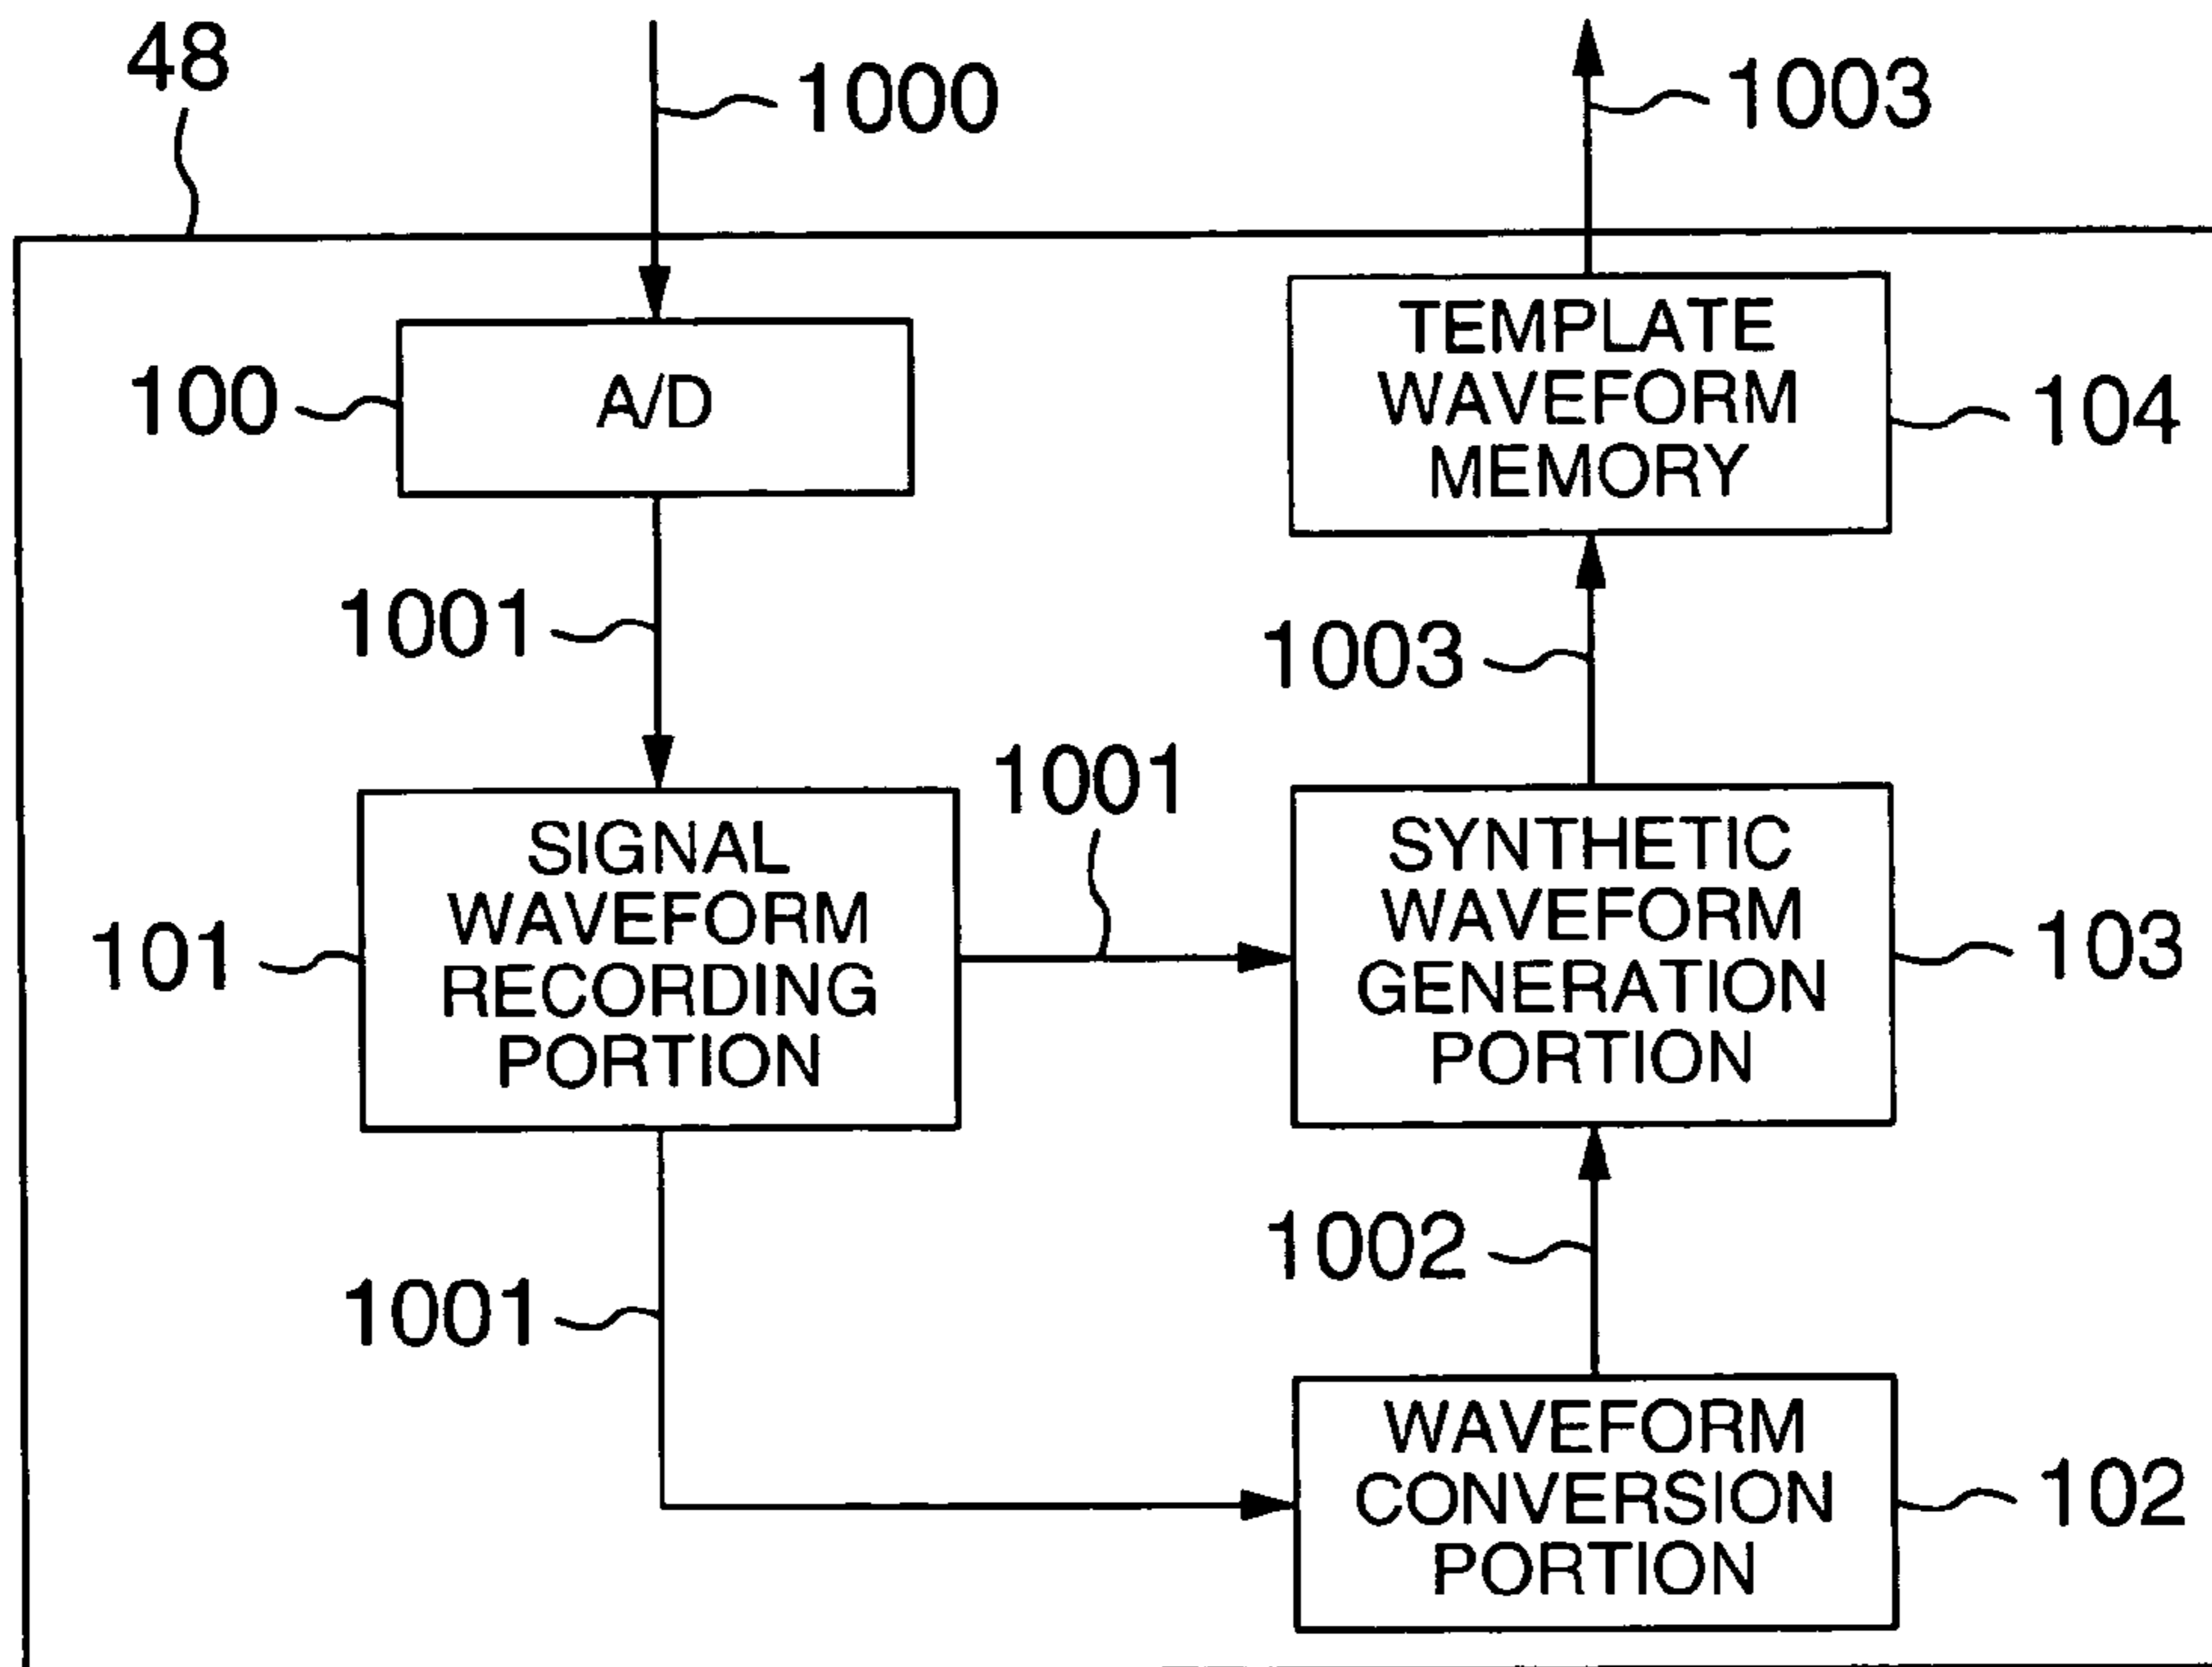 48
1000
1003
100
A/D
TEMPLATE
WAVEFORM
MEMORY
104
1001
1003
1001
101
SIGNAL
WAVEFORM
RECORDING
PORTION
SYNTHETIC
WAVEFORM
GENERATION
PORTION
103
1001
1002
WAVEFORM
CONVERSION
PORTION
102